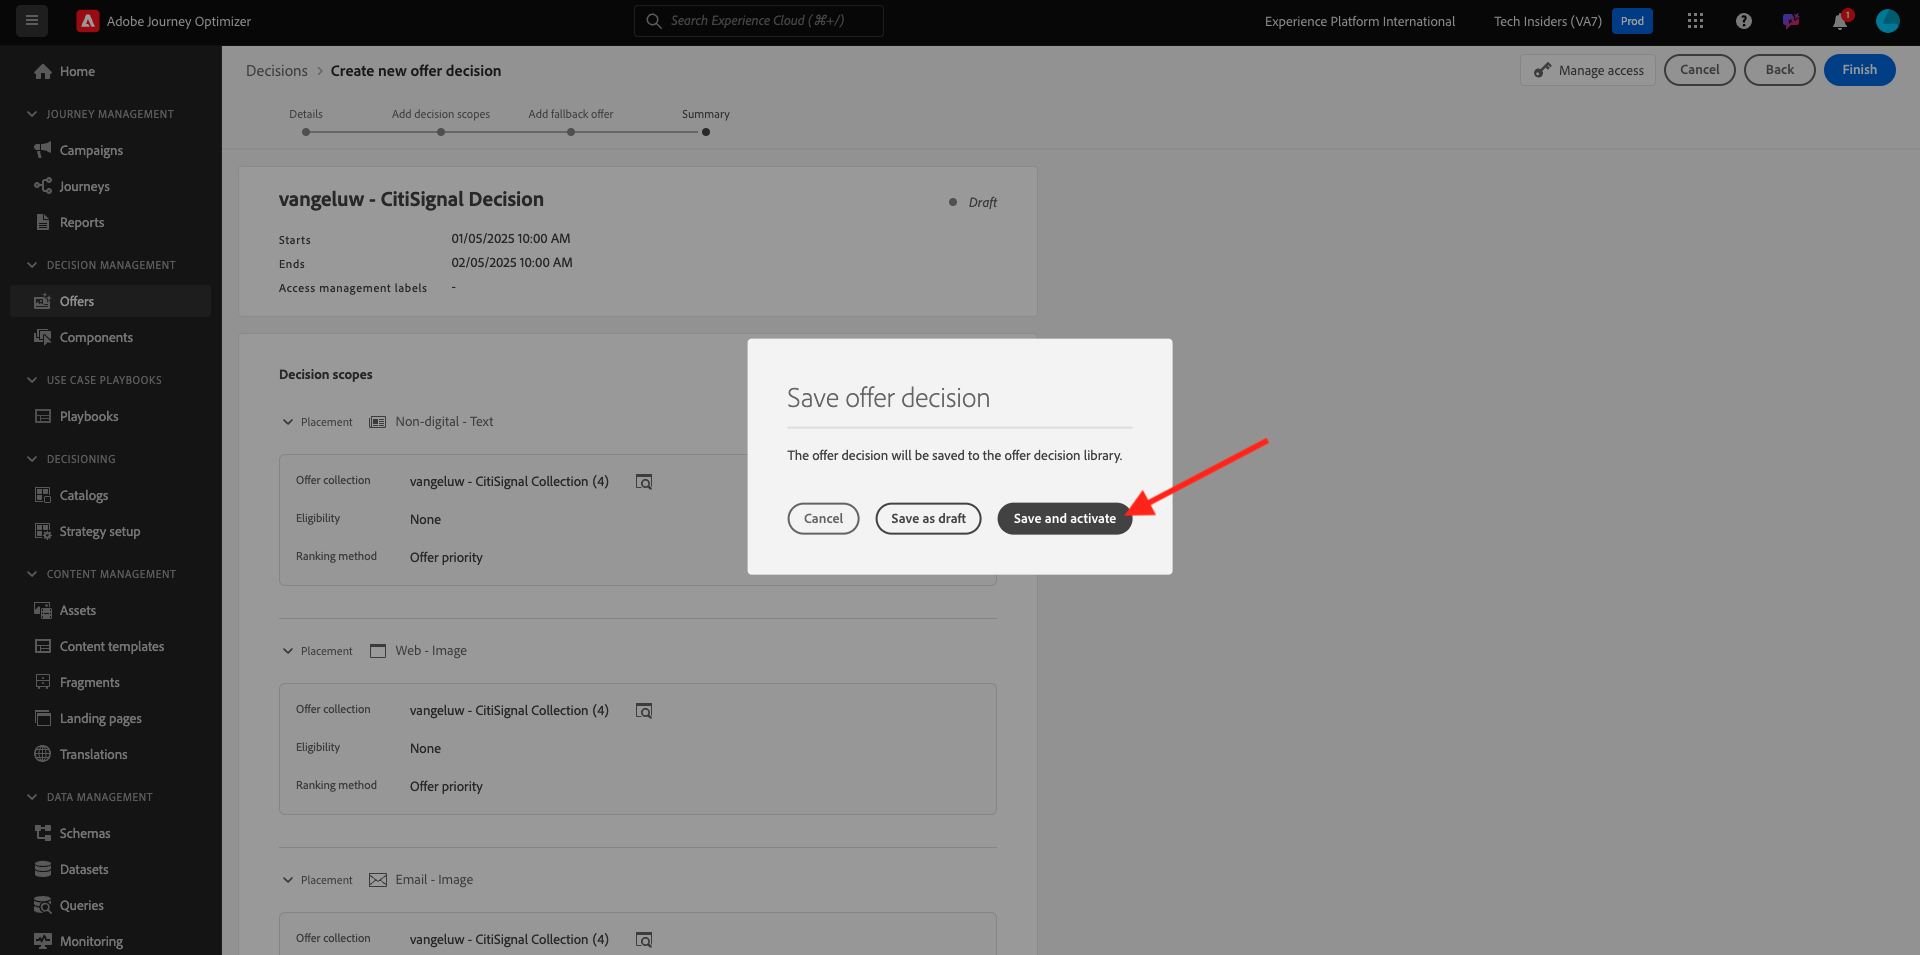 Adobe Journey Optimizer
Search Experience Cloud (⌘+/)
Experience Platform International
Tech Insiders (VA7)
Prod
1
Home
JOURNEY MANAGEMENT
Campaigns
Journeys
Reports
DECISION MANAGEMENT
Offers
Components
USE CASE PLAYBOOKS
Playbooks
DECISIONING
Catalogs
Strategy setup
CONTENT MANAGEMENT
Assets
Content templates
Fragments
Landing pages
Translations
DATA MANAGEMENT
Schemas
Datasets
Queries
Monitoring
Decisions > Create new offer decision
Manage access
Cancel
Back
Finish
Details
Add decision scopes
Add fallback offer
Summary
vangeluw - CitiSignal Decision
Draft
Starts 01/05/2025 10:00 AM
Ends 02/05/2025 10:00 AM
Access management labels -
Decision scopes
Placement Non-digital - Text
Offer collection vangeluw - CitiSignal Collection (4)
Eligibility None
Ranking method Offer priority
Placement Web - Image
Offer collection vangeluw - CitiSignal Collection (4)
Eligibility None
Ranking method Offer priority
Placement Email - Image
Offer collection vangeluw - CitiSignal Collection (4)
Save offer decision
The offer decision will be saved to the offer decision library.
Cancel
Save as draft
Save and activate